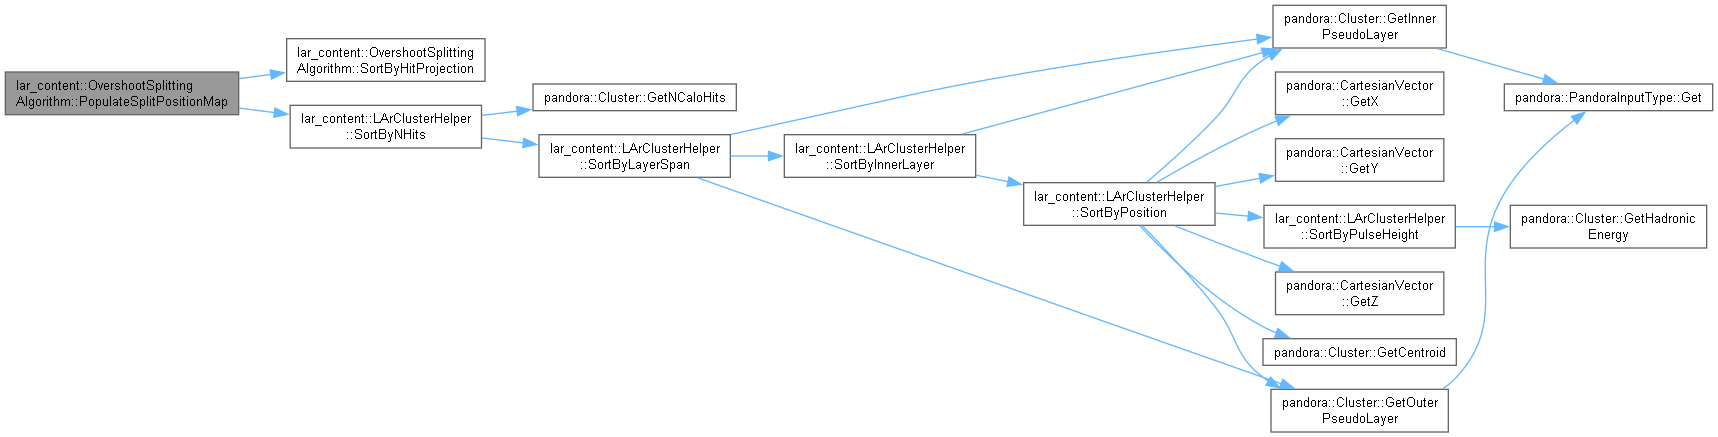 lar_content::OvershootSplitting
Algorithm::PopulateSplitPositionMap
lar_content::OvershootSplitting
Algorithm::SortByHitProjection
lar_content::LArClusterHelper
::SortByNHits
pandora::Cluster::GetNCaloHits
lar_content::LArClusterHelper
::SortByLayerSpan
lar_content::LArClusterHelper
::SortByInnerLayer
lar_content::LArClusterHelper
::SortByPosition
pandora::Cluster::GetInner
PseudoLayer
pandora::CartesianVector
::GetX
pandora::CartesianVector
::GetY
lar_content::LArClusterHelper
::SortByPulseHeight
pandora::CartesianVector
::GetZ
pandora::Cluster::GetCentroid
pandora::Cluster::GetOuter
PseudoLayer
pandora::PandoraInputType::Get
pandora::Cluster::GetHadronic
Energy